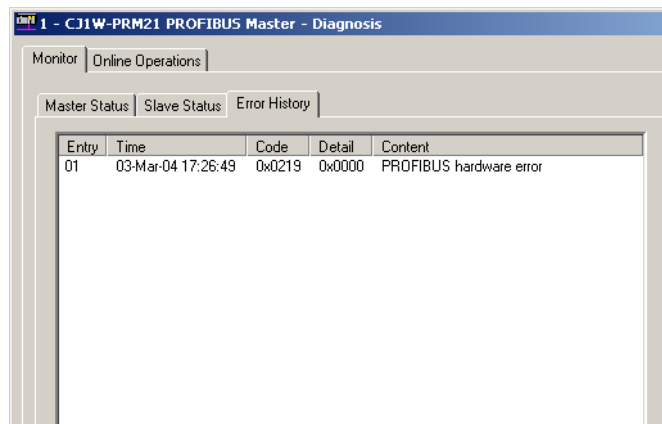 1 - CJ1W-PRM21 PROFIBUS Master - Diagnosis
Monitor Online Operations
Master Status Slave Status Error History
Entry Time Code Detail Content
01 03-Mar-04 17:26:49 0x0219 0x0000 PROFIBUS hardware error